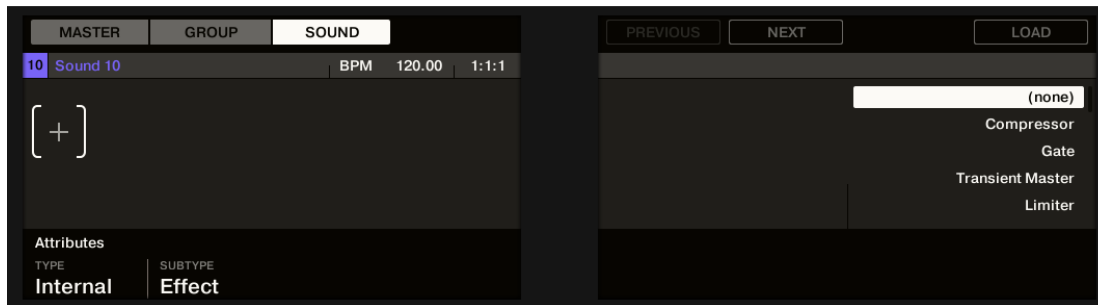 MASTER GROUP SOUND
10 Sound 10 BPM 120.00 1:1:1
+
Attributes
TYPE SUBTYPE
Internal Effect
PREVIOUS NEXT LOAD
(none)
Compressor
Gate
Transient Master
Limiter